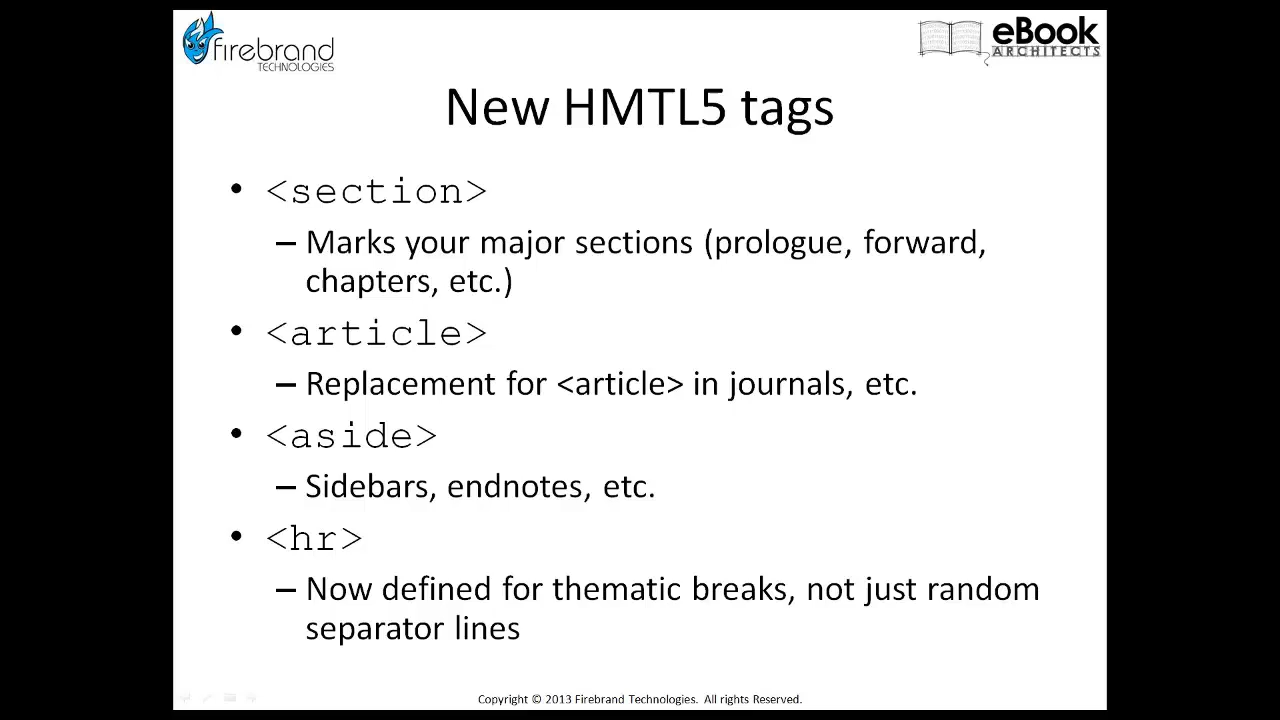 firebrand
TECHNOLOGIES
eBook
ARCHITECTS
New HMTL5 tags
• <section>
– Marks your major sections (prologue, forward,
chapters, etc.)
• <article>
– Replacement for <article> in journals, etc.
• <aside>
– Sidebars, endnotes, etc.
• <hr>
– Now defined for thematic breaks, not just random
separator lines
Copyright © 2013 Firebrand Technologies. All rights Reserved.